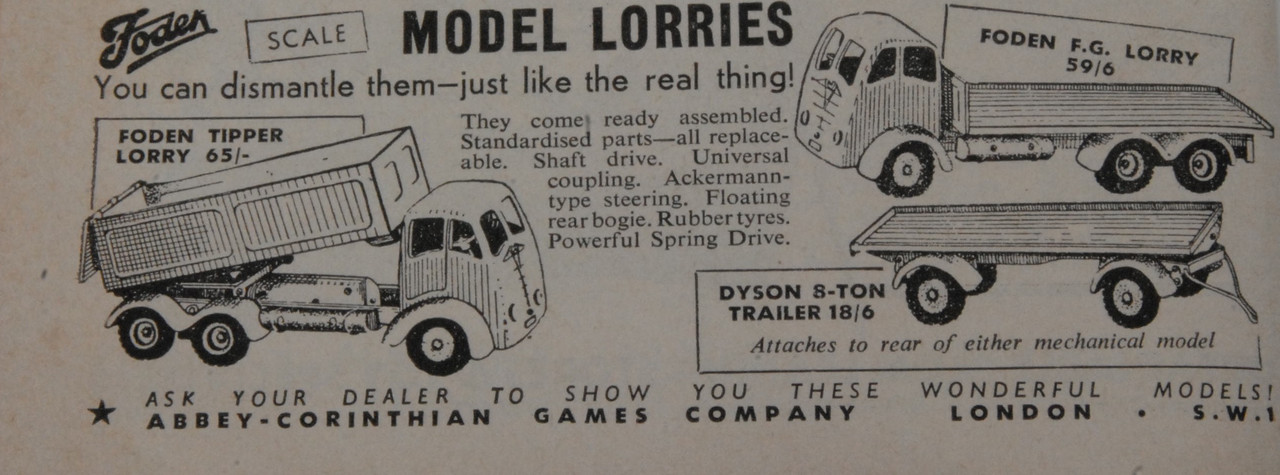 Foden SCALE MODEL LORRIES
You can dismantle them—just like the real thing!
FODEN TIPPER
LORRY 65/-
They come ready assembled.
Standardised parts—all replace-
able. Shaft drive. Universal
coupling. Ackermann-
type steering. Floating
rear bogie. Rubber tyres.
Powerful Spring Drive.
FODEN F.G. LORRY
59/6
DYSON 8-TON
TRAILER 18/6
Attaches to rear of either mechanical model
ASK YOUR DEALER TO SHOW YOU THESE WONDERFUL MODELS!
★ ABBEY-CORINTHIAN GAMES COMPANY LONDON • S.W.1